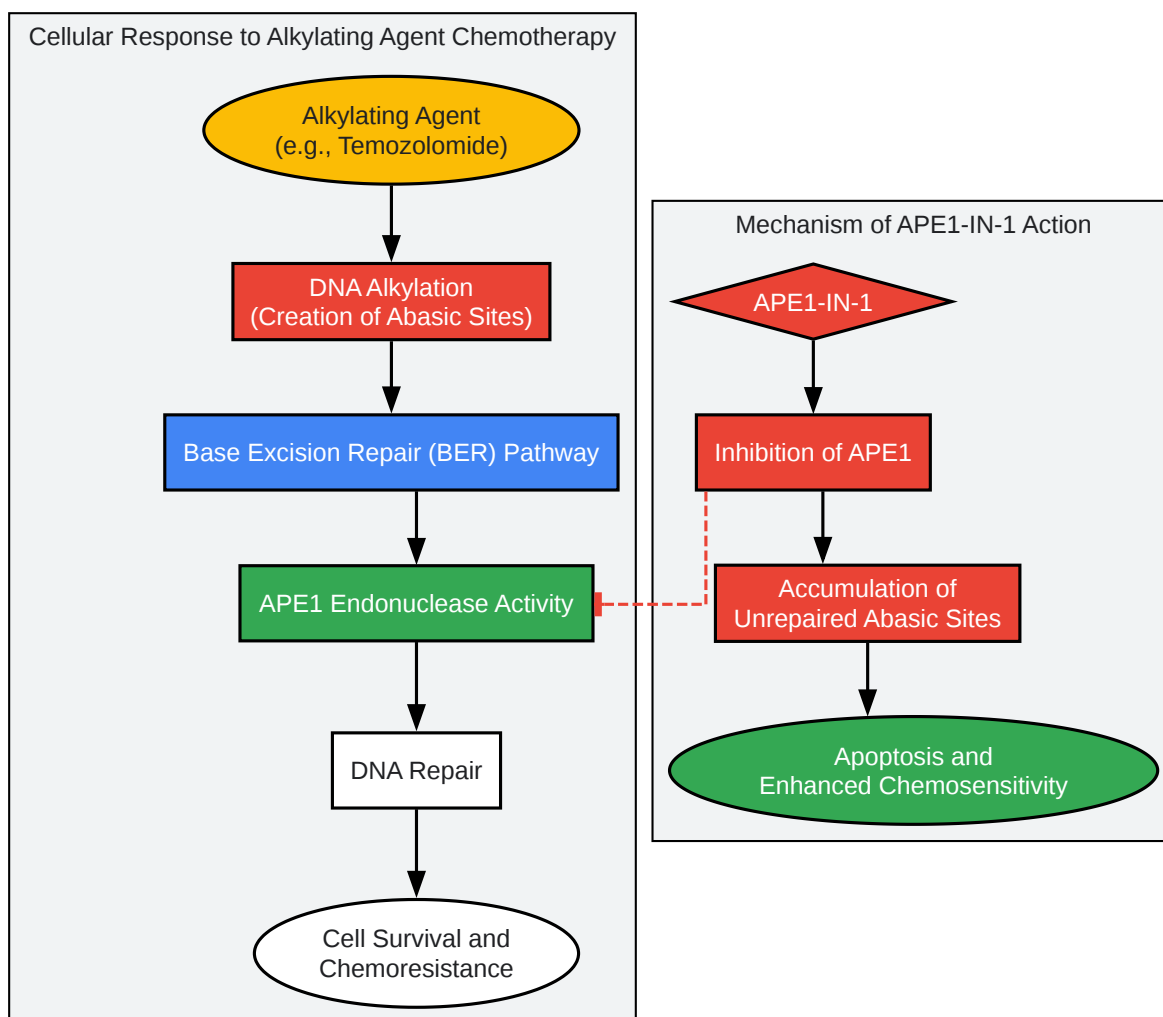 Cellular Response to Alkylating Agent Chemotherapy
Alkylating Agent
(e.g., Temozolomide)
DNA Alkylation
(Creation of Abasic Sites)
Base Excision Repair (BER) Pathway
APE1 Endonuclease Activity
DNA Repair
Cell Survival and
Chemoresistance
Mechanism of APE1-IN-1 Action
APE1-IN-1
Inhibition of APE1
Accumulation of
Unrepaired Abasic Sites
Apoptosis and
Enhanced Chemosensitivity